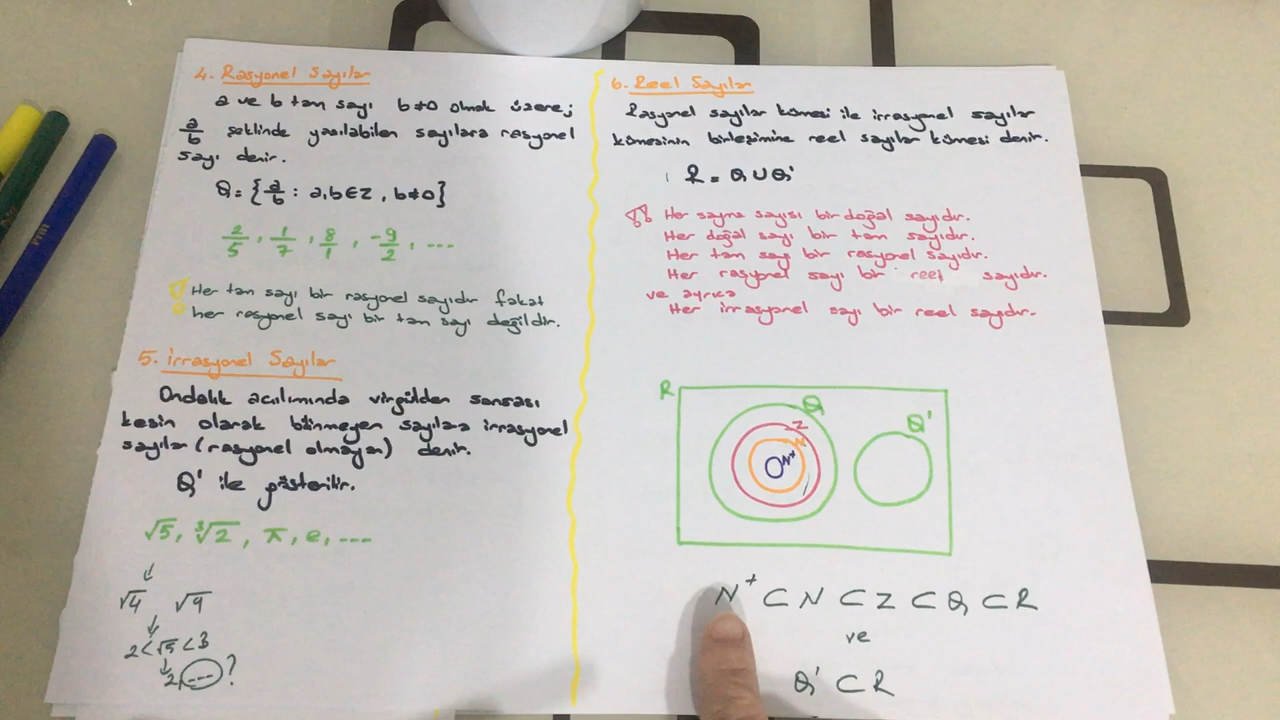 4. Rasyonel Sayılar
a ve b tam sayı b≠0 olmak üzere;
a/b şeklinde yazılabilen sayılara rasyonel
sayı denir.
Q = {a/b : a,b∈Z, b≠0}
2/5, 1/7, 8/1, -9/2, ...
! Her tam sayı bir rasyonel sayıdır fakat
her rasyonel sayı bir tam sayı değildir.
5. İrrasyonel Sayılar
Ondalık açılımında virgülden sonrası
kesin olarak bilinmeyen sayılara irrasyonel
sayılar (rasyonel olmayan) denir.
Q' ile gösterilir.
√5, ³√2, π, e, ...
√4 √9
2<√5<3
2,--- ?
6. Reel Sayılar
Rasyonel sayılar kümesi ile irrasyonel sayılar
kümesinin birleşimine reel sayılar kümesi denir.
R = Q ∪ Q'
!! Her sayma sayısı bir doğal sayıdır.
Her doğal sayı bir tam sayıdır.
Her tam sayı bir rasyonel sayıdır.
Her rasyonel sayı bir reel sayıdır.
ve ayrıca
Her irrasyonel sayı bir reel sayıdır.
R
Q
Z
N
N⁺
Q'
N⁺ ⊂ N ⊂ Z ⊂ Q ⊂ R
ve
Q' ⊂ R